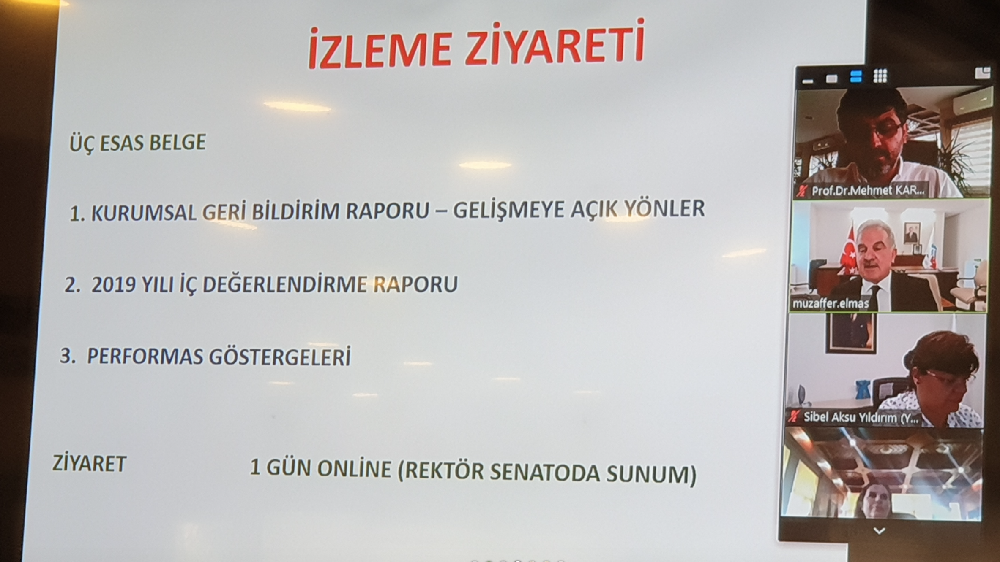 İZLEME ZİYARETİ
ÜÇ ESAS BELGE
1. KURUMSAL GERİ BİLDİRİM RAPORU – GELİŞMEYE AÇIK YÖNLER
2. 2019 YILI İÇ DEĞERLENDİRME RAPORU
3. PERFORMAS GÖSTERGELERİ
ZİYARET 1 GÜN ONLİNE (REKTÖR SENATODA SUNUM)
Prof.Dr.Mehmet KAR...
muzaffer.elmas
Sibel Aksu Yıldırım (Y...